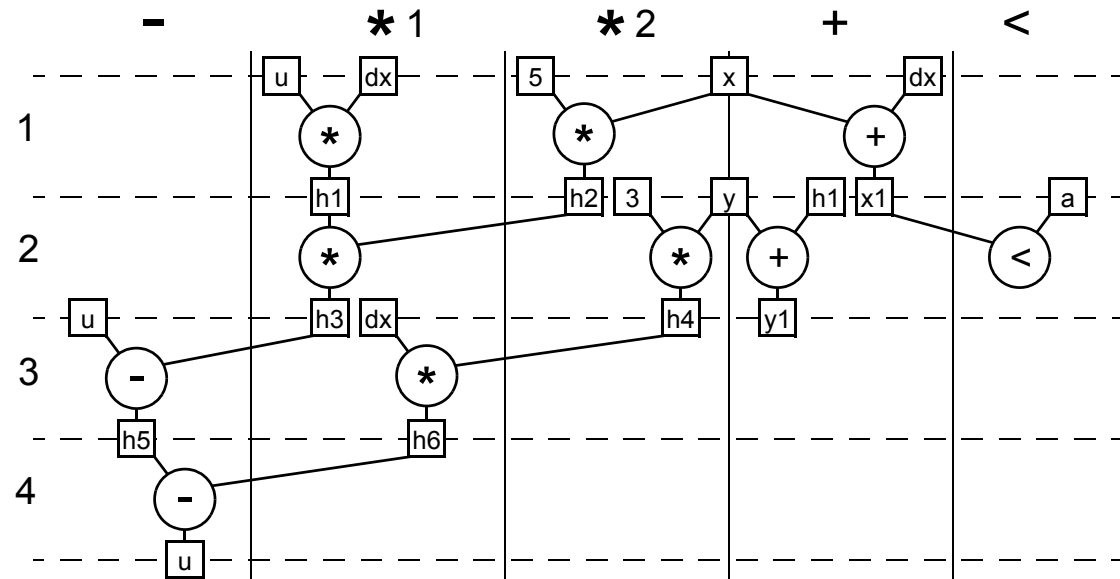 - * 1 * 2 + <
u dx 5 x dx
1 * * +
h1 h2 3 y h1 x1 a
2 * * + <
u h3 dx h4 y1
3 - *
h5 h6
4 -
u